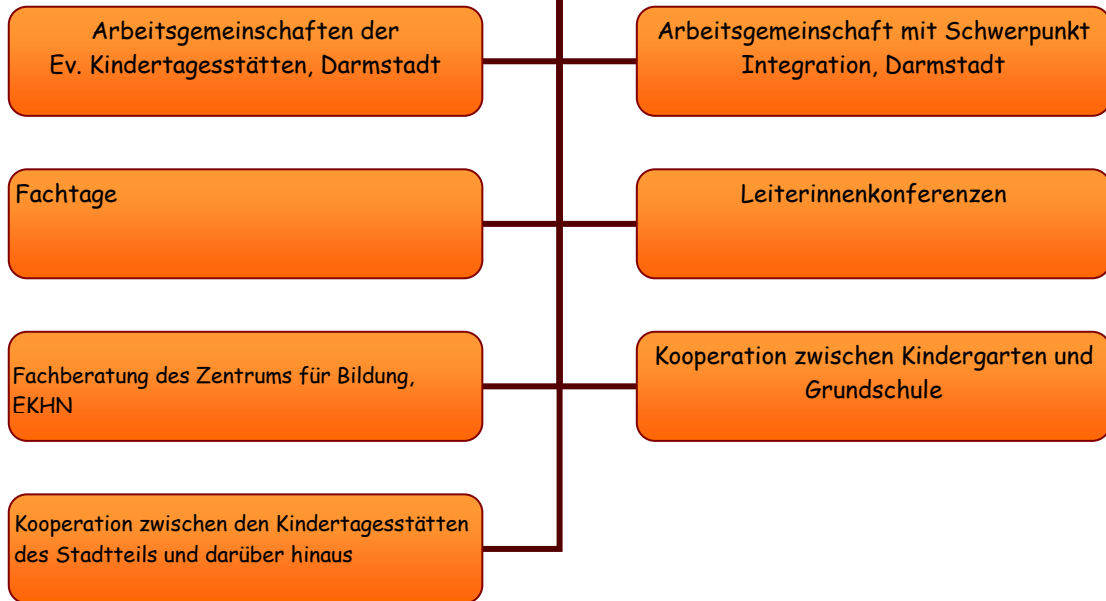 Arbeitsgemeinschaften der
Ev. Kindertagesstätten, Darmstadt
Arbeitsgemeinschaft mit Schwerpunkt
Integration, Darmstadt
Fachtage
Leiterinnenkonferenzen
Fachberatung des Zentrums für Bildung,
EKHN
Kooperation zwischen Kindergarten und
Grundschule
Kooperation zwischen den Kindertagesstätten
des Stadtteils und darüber hinaus